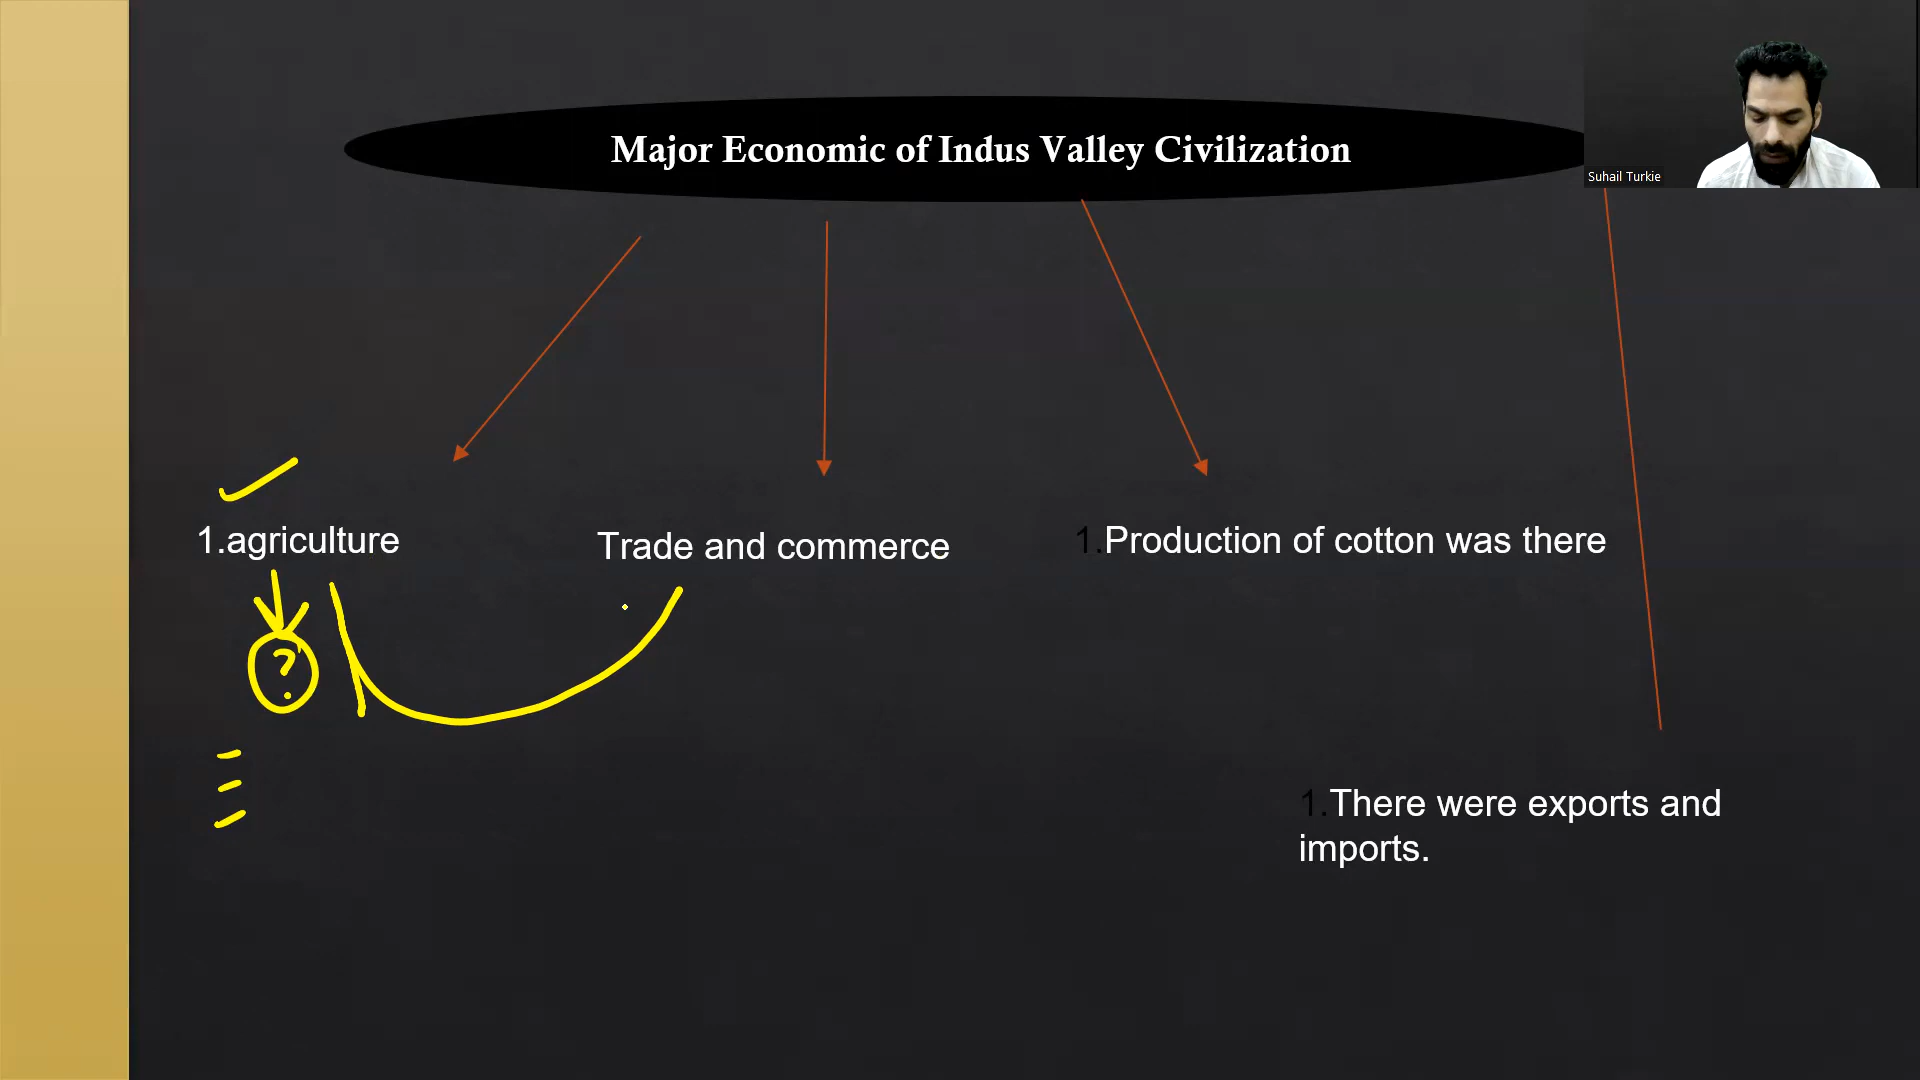 Major Economic of Indus Valley Civilization
Suhail Turkie
1.agriculture
Trade and commerce
1.Production of cotton was there
?
1.There were exports and
imports.